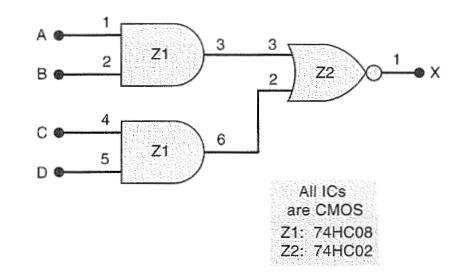 A 1
Z1 3 3
B 2 Z2 1 X
2
C 4
Z1 6
D 5
All ICs
are CMOS
Z1: 74HC08
Z2: 74HC02